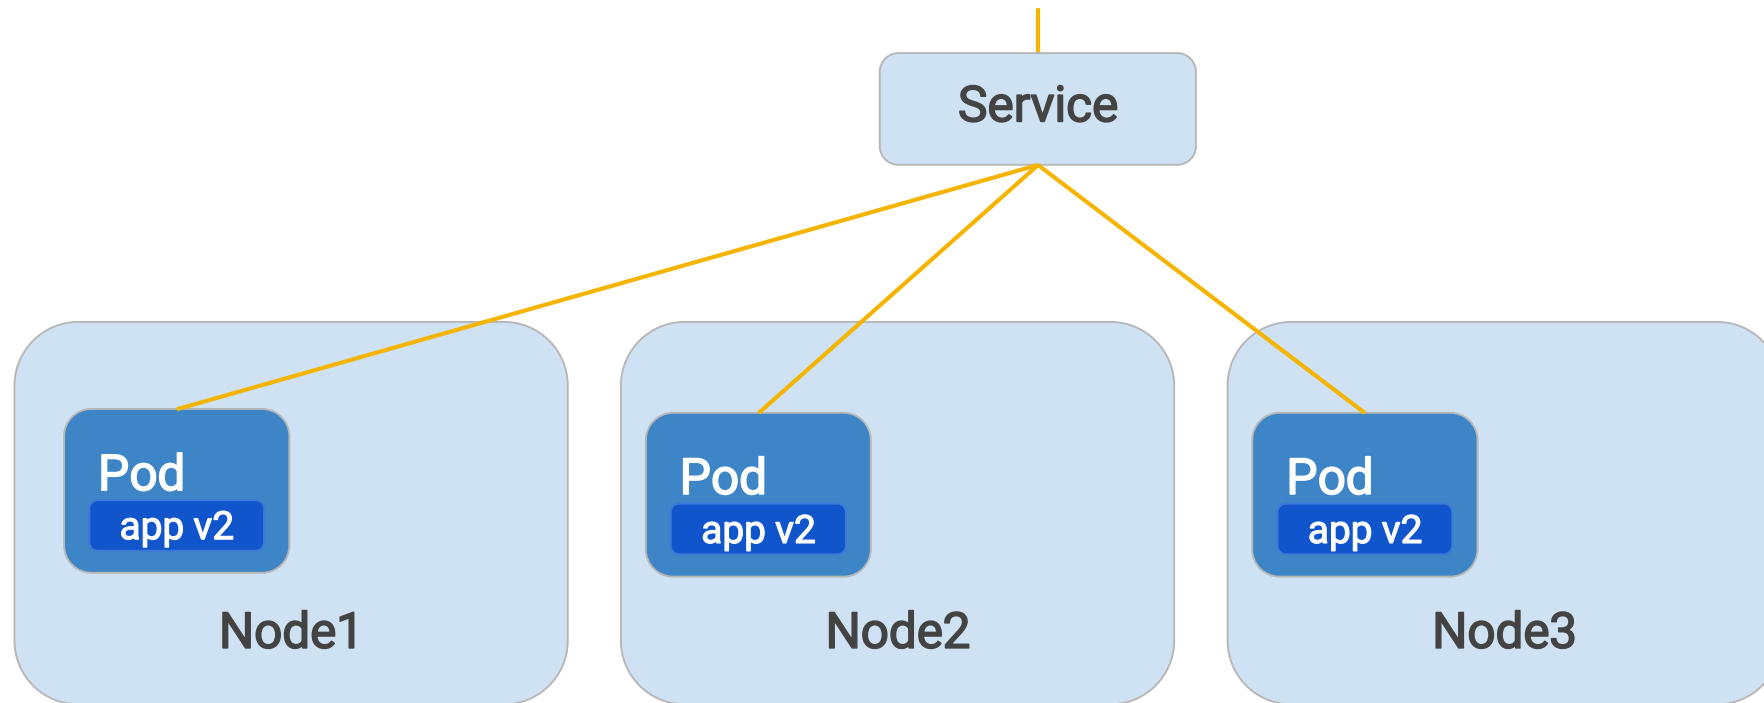 Service
Pod
app v2
Node1
Pod
app v2
Node2
Pod
app v2
Node3